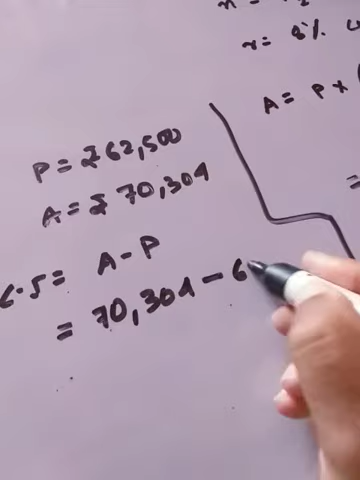 P = ₹ 62,500
A = ₹ 70,304
C.I = A - P
= 70,304 - 6
r = 8%
A = P × (
=